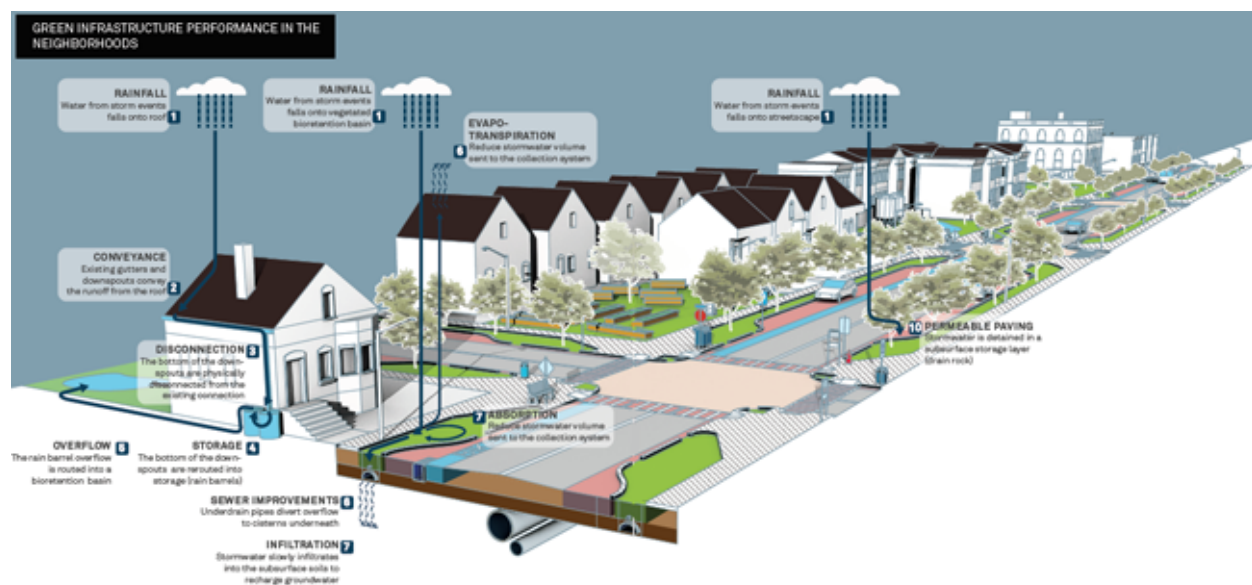 GREEN INFRASTRUCTURE PERFORMANCE IN THE
NEIGHBORHOODS
RAINFALL
Water from storm events
falls onto roof 1
RAINFALL
Water from storm events
falls onto vegetated
bioretention basin 1
EVAPO-
TRANSPIRATION
6 Reduce stormwater volume
sent to the collection system
RAINFALL
Water from storm events
falls onto streetscape 1
CONVEYANCE
Existing gutters and
downspouts convey
the runoff from the roof 2
DISCONNECTION 3
The bottom of the down-
spouts are physically
disconnected from the
existing connection
10 PERMEABLE PAVING
Stormwater is detained in a
subsurface storage layer
(drain rock)
7 ABSORPTION
Reduce stormwater volume
sent to the collection system
OVERFLOW 5
The rain barrel overflow
is routed into a
bioretention basin
STORAGE 4
The bottom of the down-
spouts are rerouted into
storage (rain barrels)
SEWER IMPROVEMENTS
Underdrain pipes divert overflow
to cisterns underneath
INFILTRATION 7
Stormwater slowly infiltrates
into the subsurface soils to
recharge groundwater